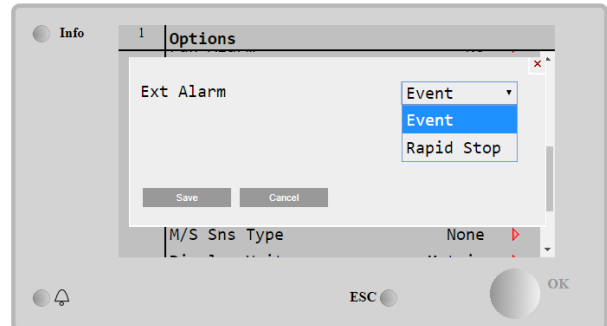 Info
1 Options
Ext Alarm
Event
Event
Rapid Stop
Save Cancel
M/S Sns Type None
ESC
OK